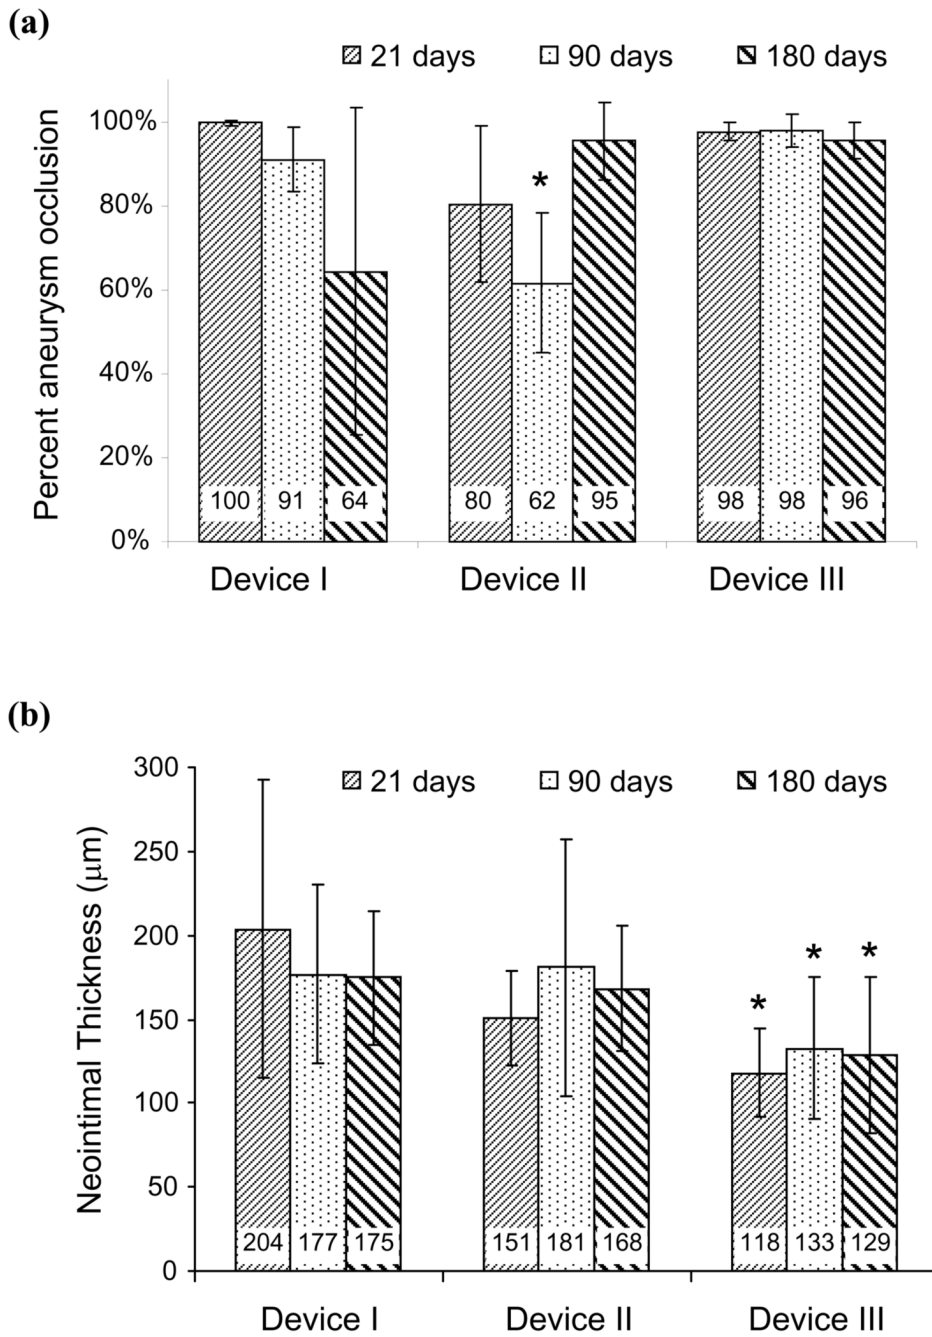 (a)
21 days 90 days 180 days
Percent aneurysm occlusion
100%
80%
60%
40%
20%
0%
*
100 91 64 80 62 95 98 98 96
Device I Device II Device III
(b)
21 days 90 days 180 days
Neointimal Thickness (μm)
300
250
200
150
100
50
0
* * *
204 177 175 151 181 168 118 133 129
Device I Device II Device III